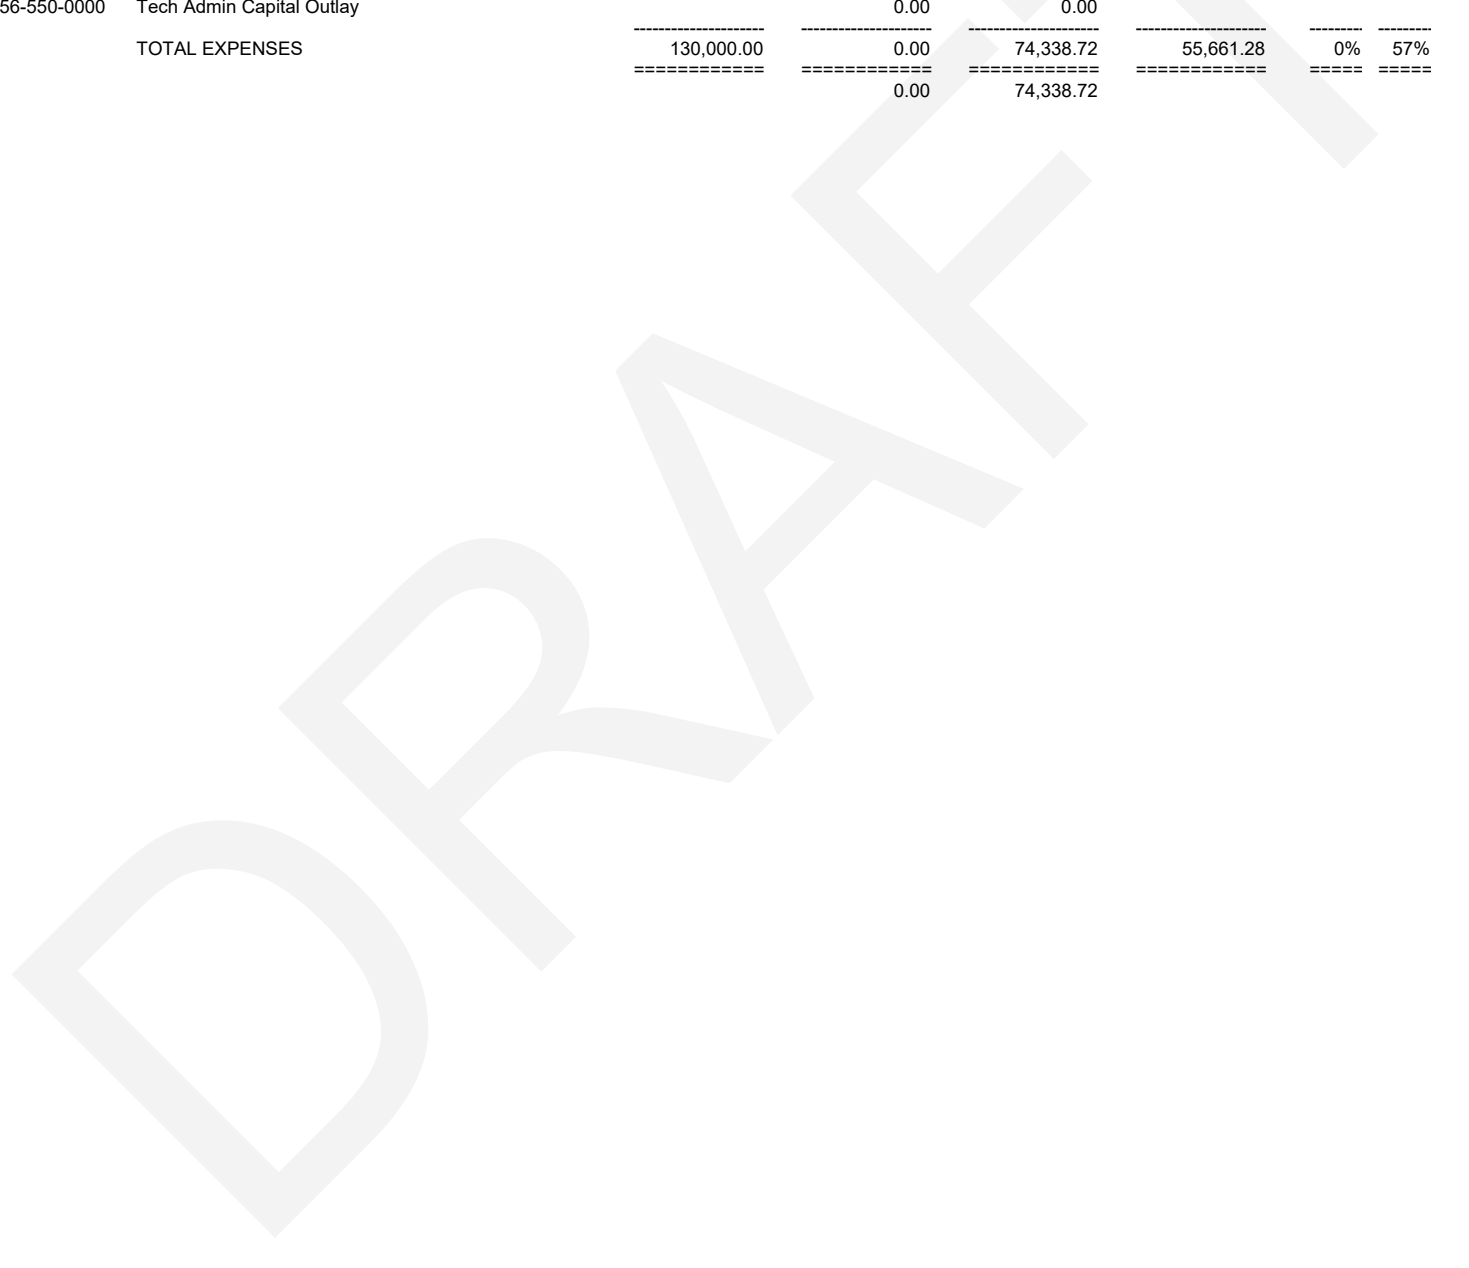 56-550-0000 Tech Admin Capital Outlay 0.00 0.00
--------------------- --------------------- --------------------- --------------------- --------- ---------
TOTAL EXPENSES 130,000.00 0.00 74,338.72 55,661.28 0% 57%
============ ============ ============ ============ ===== =====
0.00 74,338.72
DRAFT